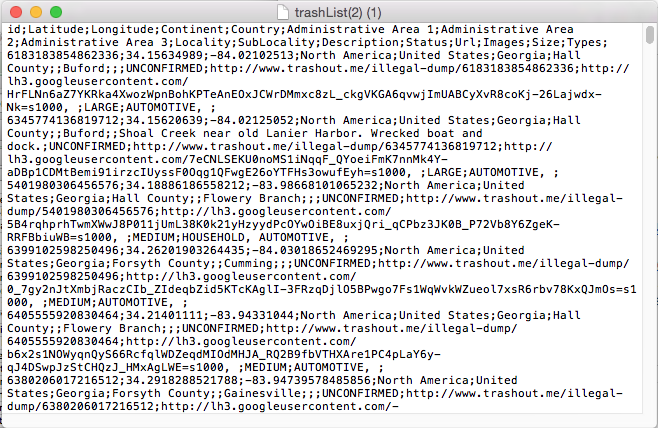 trashList(2) (1)
id;Latitude;Longitude;Continent;Country;Administrative Area 1;Administrative Area
2;Administrative Area 3;Locality;SubLocality;Description;Status;Url;Images;Size;Types;
6183183854862336;34.15634989;-84.02102513;North America;United States;Georgia;Hall
County;;Buford;;;UNCONFIRMED;http://www.trashout.me/illegal-dump/6183183854862336;http://
lh3.googleusercontent.com/
HrFLNn6aZ7YKRka4XwozWpnBohKPTeAnEOxJCWrDMmxc8zL_ckgVKGA6qvwjImUABCyXvR8coKj-26Lajwdx-
Nk=s1000, ;LARGE;AUTOMOTIVE, ;
6345774136819712;34.15620639;-84.02125052;North America;United States;Georgia;Hall
County;;Buford;;Shoal Creek near old Lanier Harbor. Wrecked boat and
dock.;UNCONFIRMED;http://www.trashout.me/illegal-dump/6345774136819712;http://
lh3.googleusercontent.com/7eCNLSEKU0noMS1iNqqF_QYoeiFmK7nnMk4Y-
aDBp1CDMtBemi91irzcIUyssF0Oqg1QFwgE26oYTFHs3owufEyh=s1000, ;LARGE;AUTOMOTIVE, ;
5401980306456576;34.18886186558212;-83.98668101065232;North America;United
States;Georgia;Hall County;;Flowery Branch;;;UNCONFIRMED;http://www.trashout.me/illegal-
dump/5401980306456576;http://lh3.googleusercontent.com/
5B4rqhprhTwmXWwJ8P011jUmL38K0k21yHzyydPcOYwOiBE8uxjQri_qCPbz3JK0B_P72Vb8Y6ZgeK-
RRFBbiuWB=s1000, ;MEDIUM;HOUSEHOLD, AUTOMOTIVE, ;
6399102598250496;34.26201903264435;-84.03018652469295;North America;United
States;Georgia;Forsyth County;;Cumming;;;UNCONFIRMED;http://www.trashout.me/illegal-dump/
6399102598250496;http://lh3.googleusercontent.com/
0_7gy2nJtXmbjRaczCIb_ZIdeqbZid5KTcKAglI-3FRzqDjlO5BPwgo7Fs1WqWvkWZueol7xsR6rbv78KxQJmOs=s1
000, ;MEDIUM;AUTOMOTIVE, ;
6405555920830464;34.21401111;-83.94331044;North America;United States;Georgia;Hall
County;;Flowery Branch;;;UNCONFIRMED;http://www.trashout.me/illegal-dump/
6405555920830464;http://lh3.googleusercontent.com/
b6x2s1NOWyqnQyS66RcfqlWDZeqdMIOdMHJA_RQ2B9fbVTHXAre1PC4pLaY6y-
qJ4DSwpJzStCHQzJ_HMxAgLWE=s1000, ;MEDIUM;AUTOMOTIVE, ;
6380206017216512;34.2918288521788;-83.94739578485856;North America;United
States;Georgia;Forsyth County;;Gainesville;;;UNCONFIRMED;http://www.trashout.me/illegal-
dump/6380206017216512;http://lh3.googleusercontent.com/-